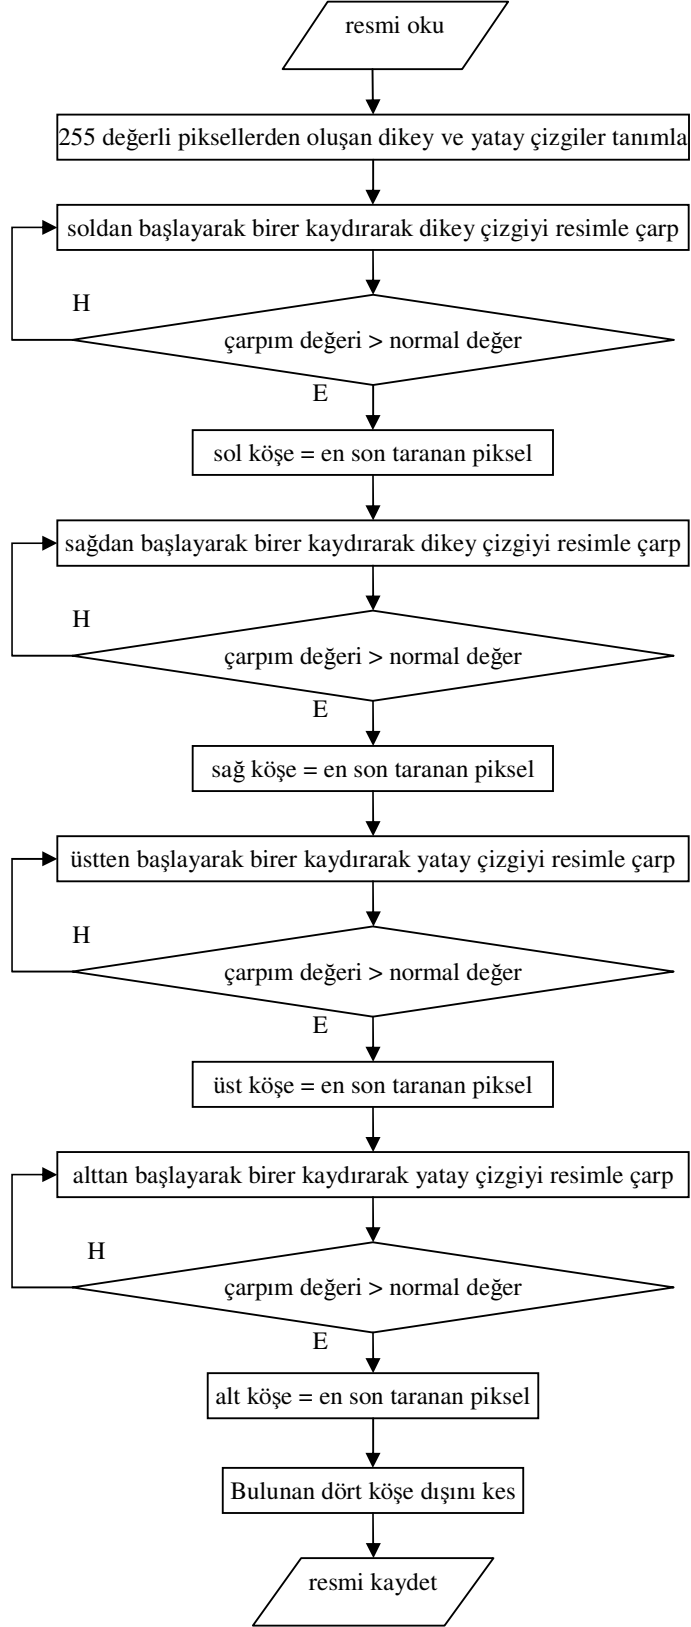 resmi oku
255 değerli piksellerden oluşan dikey ve yatay çizgiler tanımla
soldan başlayarak birer kaydırarak dikey çizgiyi resimle çarp
H
çarpım değeri > normal değer
E
sol köşe = en son taranan piksel
sağdan başlayarak birer kaydırarak dikey çizgiyi resimle çarp
H
çarpım değeri > normal değer
E
sağ köşe = en son taranan piksel
üstten başlayarak birer kaydırarak yatay çizgiyi resimle çarp
H
çarpım değeri > normal değer
E
üst köşe = en son taranan piksel
alttan başlayarak birer kaydırarak yatay çizgiyi resimle çarp
H
çarpım değeri > normal değer
E
alt köşe = en son taranan piksel
Bulunan dört köşe dışını kes
resmi kaydet